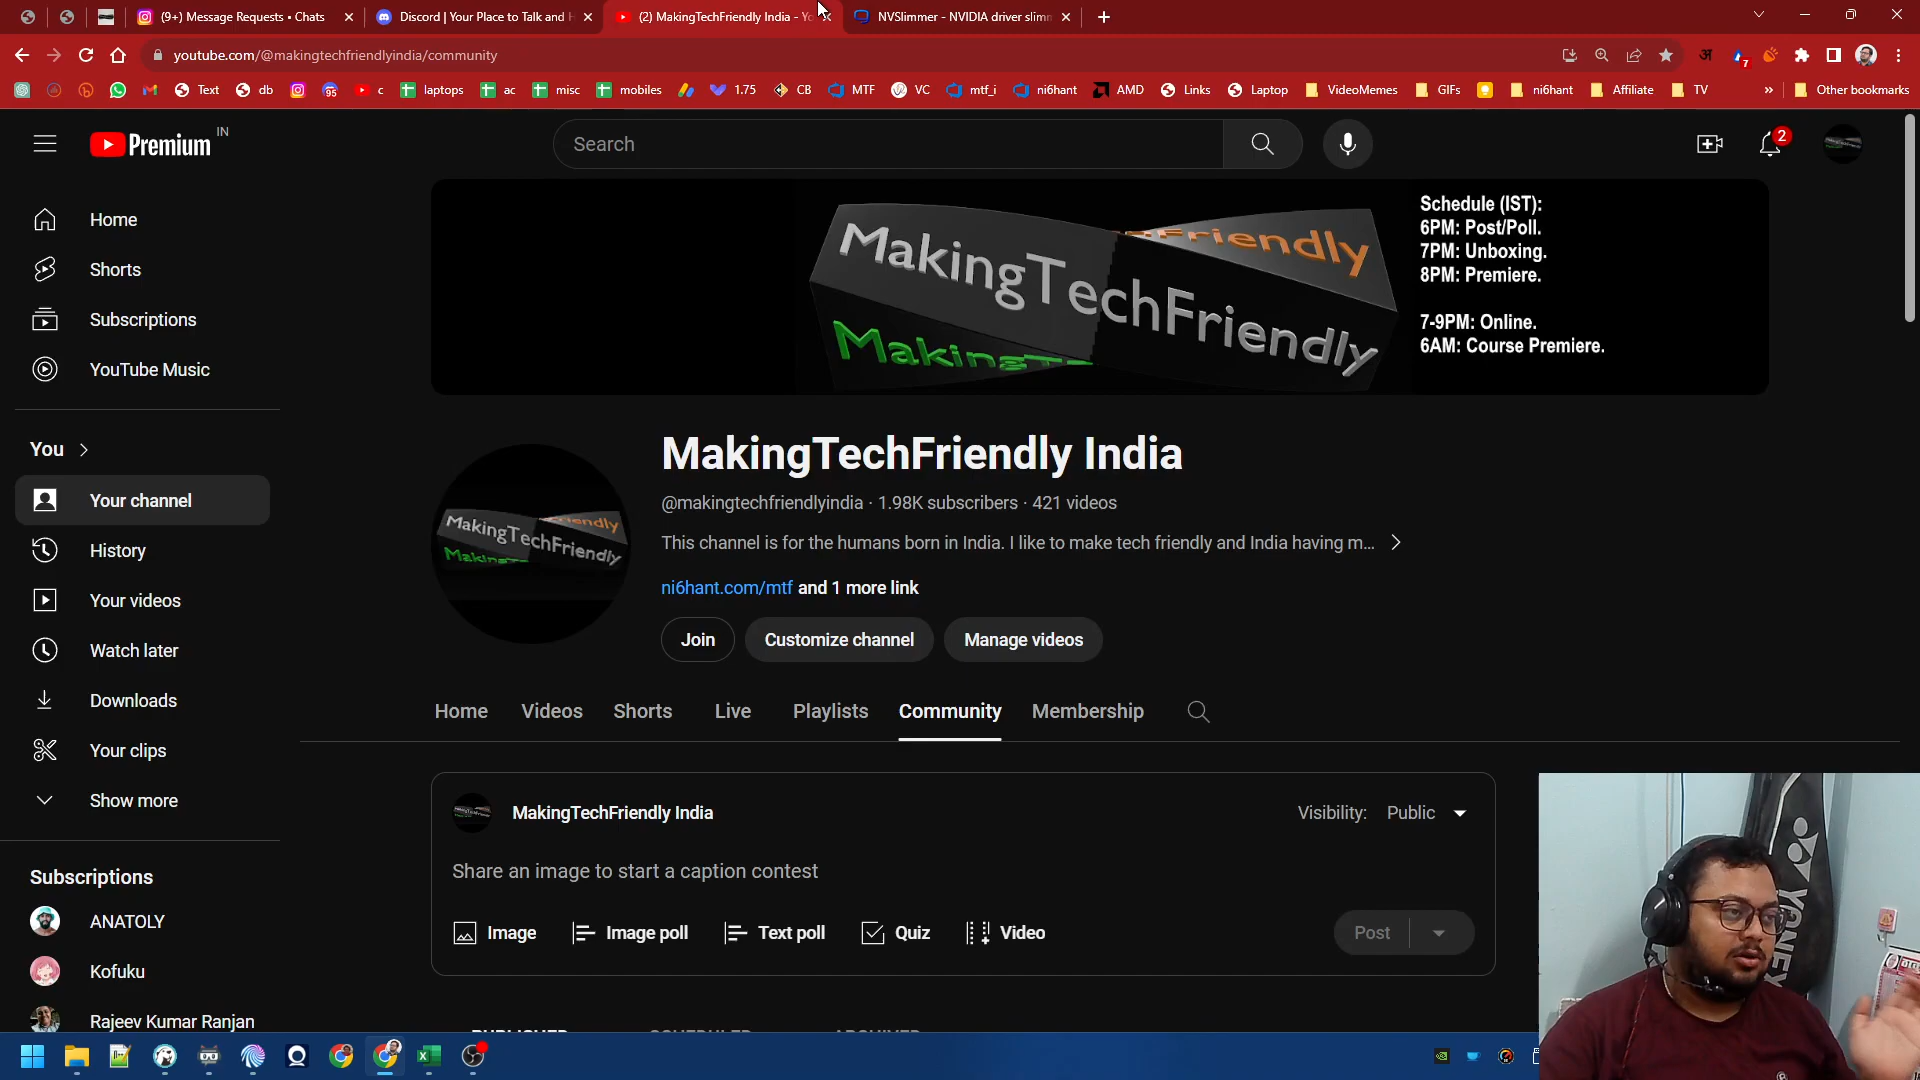 (9+) Message Requests • Chats
Discord | Your Place to Talk and H
(2) MakingTechFriendly India - Yo
NVSlimmer - NVIDIA driver slimm
youtube.com/@makingtechfriendlyindia/community
अ
7
Text
db
95
c
laptops
ac
misc
mobiles
1.75
CB
MTF
VC
mtf_i
ni6hant
AMD
Links
Laptop
VideoMemes
GIFs
ni6hant
Affiliate
TV
»
Other bookmarks
Premium
IN
Search
2
Home
Shorts
Subscriptions
YouTube Music
You
Your channel
History
Your videos
Watch later
Downloads
Your clips
Show more
Subscriptions
ANATOLY
Kofuku
Rajeev Kumar Ranjan
MakingTechFriendly
Schedule (IST):
6PM: Post/Poll.
7PM: Unboxing.
8PM: Premiere.
7-9PM: Online.
6AM: Course Premiere.
MakingTechFriendly
MakingTechFriendly India
@makingtechfriendlyindia · 1.98K subscribers · 421 videos
This channel is for the humans born in India. I like to make tech friendly and India having m...
ni6hant.com/mtf and 1 more link
Join
Customize channel
Manage videos
Home
Videos
Shorts
Live
Playlists
Community
Membership
MakingTechFriendly India
Visibility:
Public
Share an image to start a caption contest
Image
Image poll
Text poll
Quiz
Video
Post
PUBLISHED
SCHEDULED
ARCHIVED
YONEX